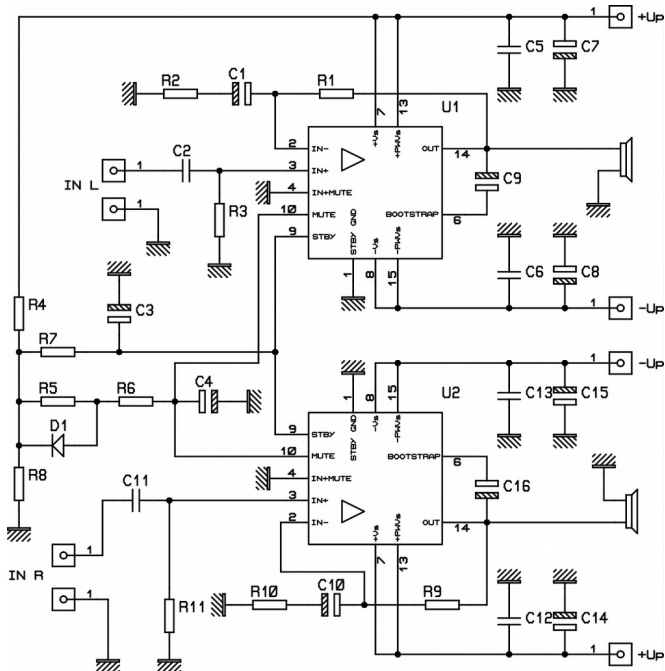 1 +Up
C5 C7
R2 C1 R1
7 13
U1
+Vs +PWVs
2 IN- OUT 14
C2
IN L 1 3 IN+
C9
4 IN+MUTE
1 R3 10 MUTE BOOTSTRAP 6
9 STBY
STBY GND -Vs -PWVs
1 8 15
C3
C6 C8
R4 1 -Up
R7
1 -Up
R5 R6 C4
1 8 15
U2
C13 C15
D1
9 STBY STBY GND -Vs -PWVs
10 MUTE BOOTSTRAP 6
R8 C11 4 IN+MUTE
C16
3 IN+
2 IN- OUT 14
+Vs +PWVs
1
7 13
IN R
1 R11 R10 C10 R9 C12 C14
1 +Up